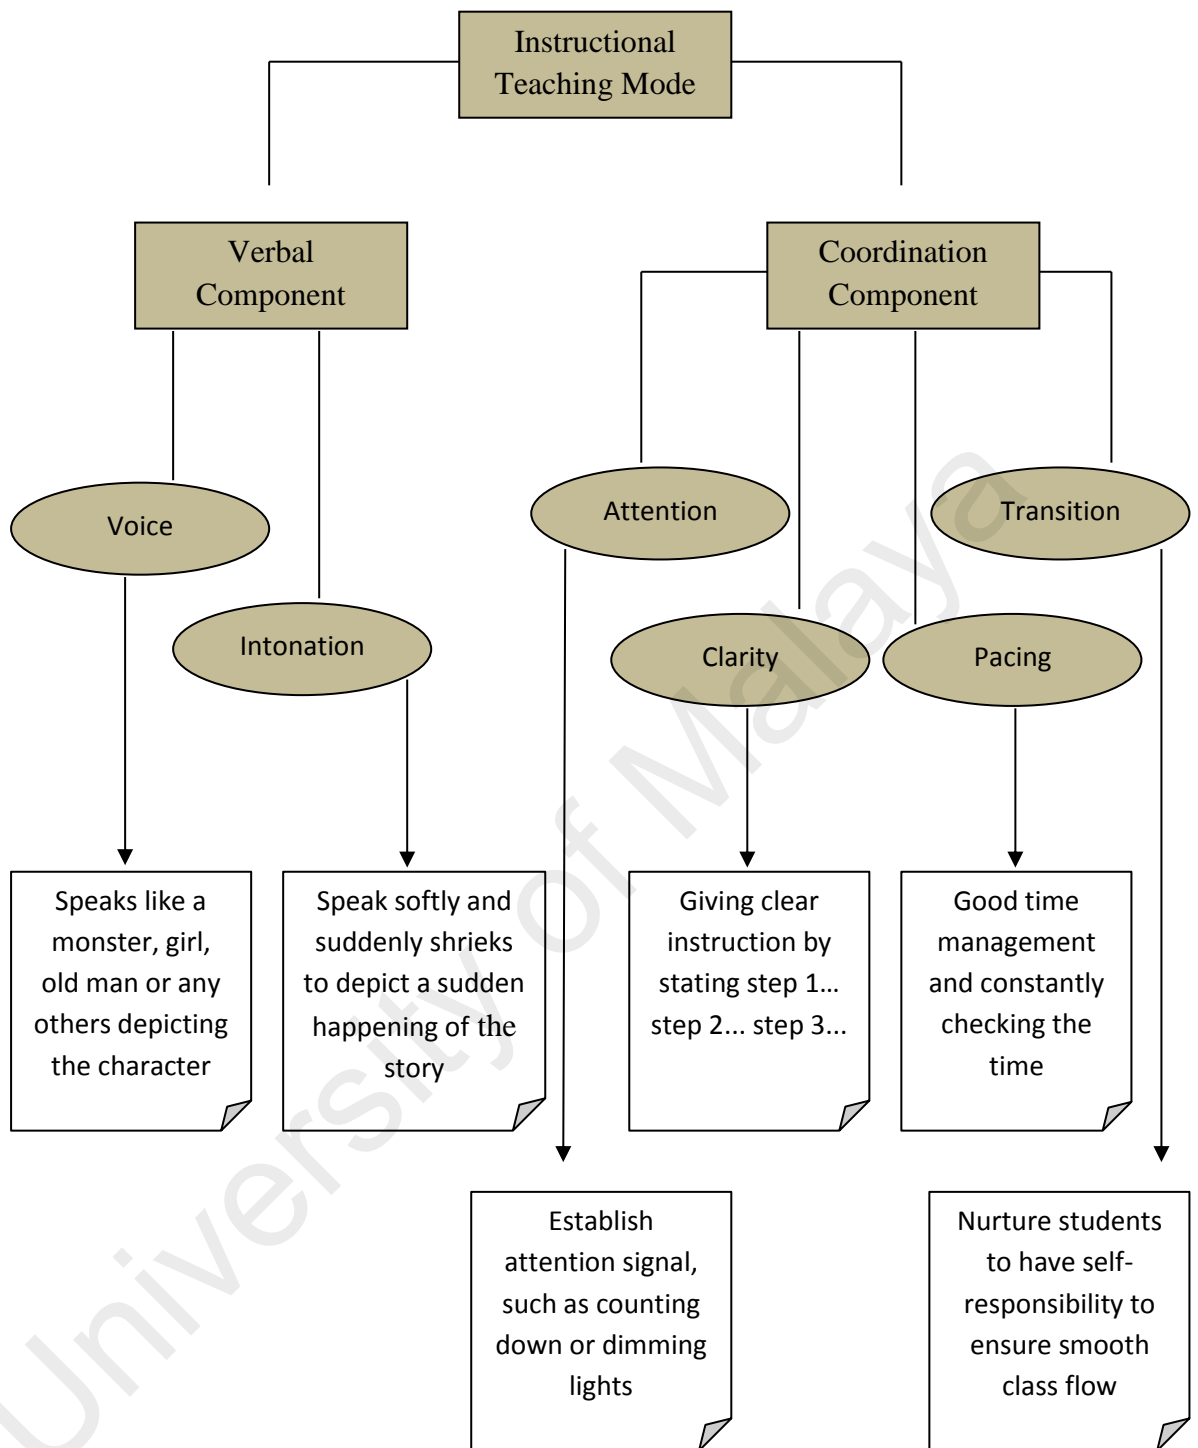 Instructional
Teaching Mode
Verbal
Component
Coordination
Component
Voice
Intonation
Attention
Transition
Clarity
Pacing
Speaks like a
monster, girl,
old man or any
others depicting
the character
Speak softly and
suddenly shrieks
to depict a sudden
happening of the
story
Giving clear
instruction by
stating step 1...
step 2... step 3...
Good time
management
and constantly
checking the
time
Establish
attention signal,
such as counting
down or dimming
lights
Nurture students
to have self-
responsibility to
ensure smooth
class flow
University of Malaya